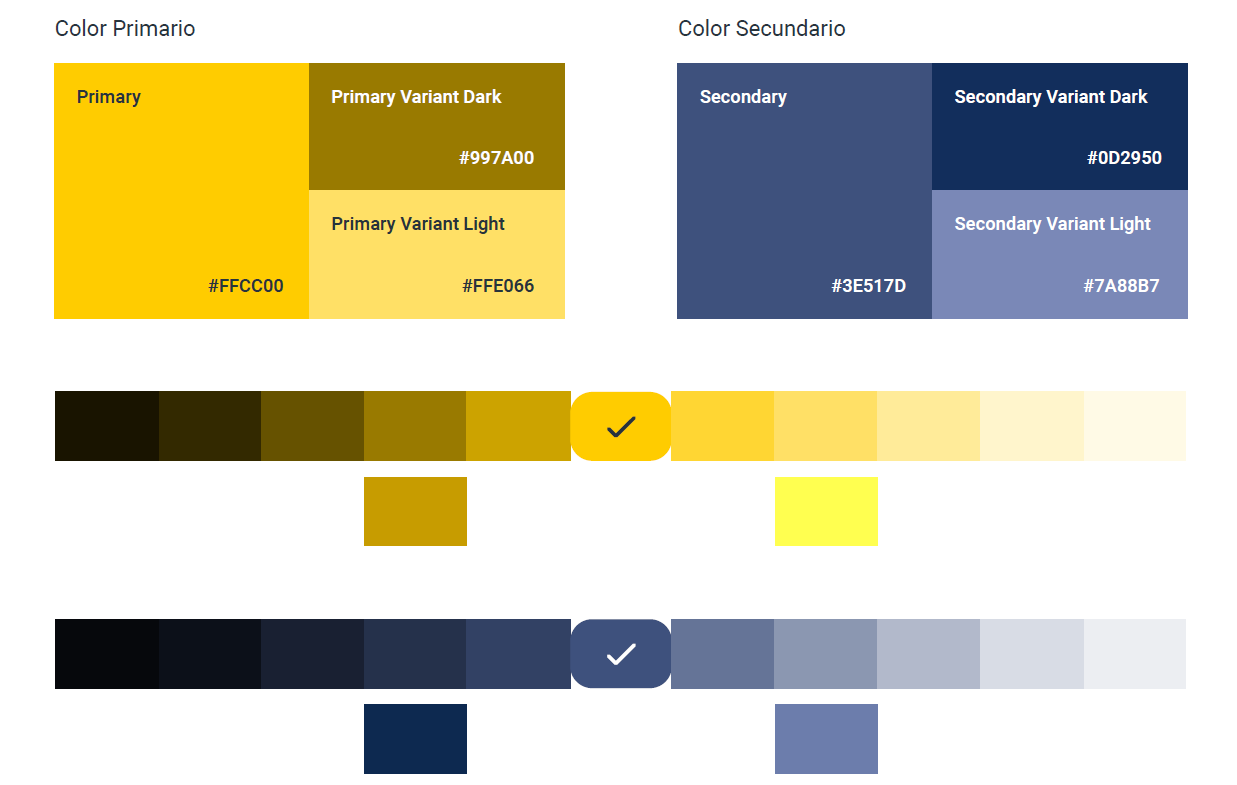 Color Primario
Primary
#FFCC00
Primary Variant Dark
#997A00
Primary Variant Light
#FFE066
Color Secundario
Secondary
#3E517D
Secondary Variant Dark
#0D2950
Secondary Variant Light
#7A88B7